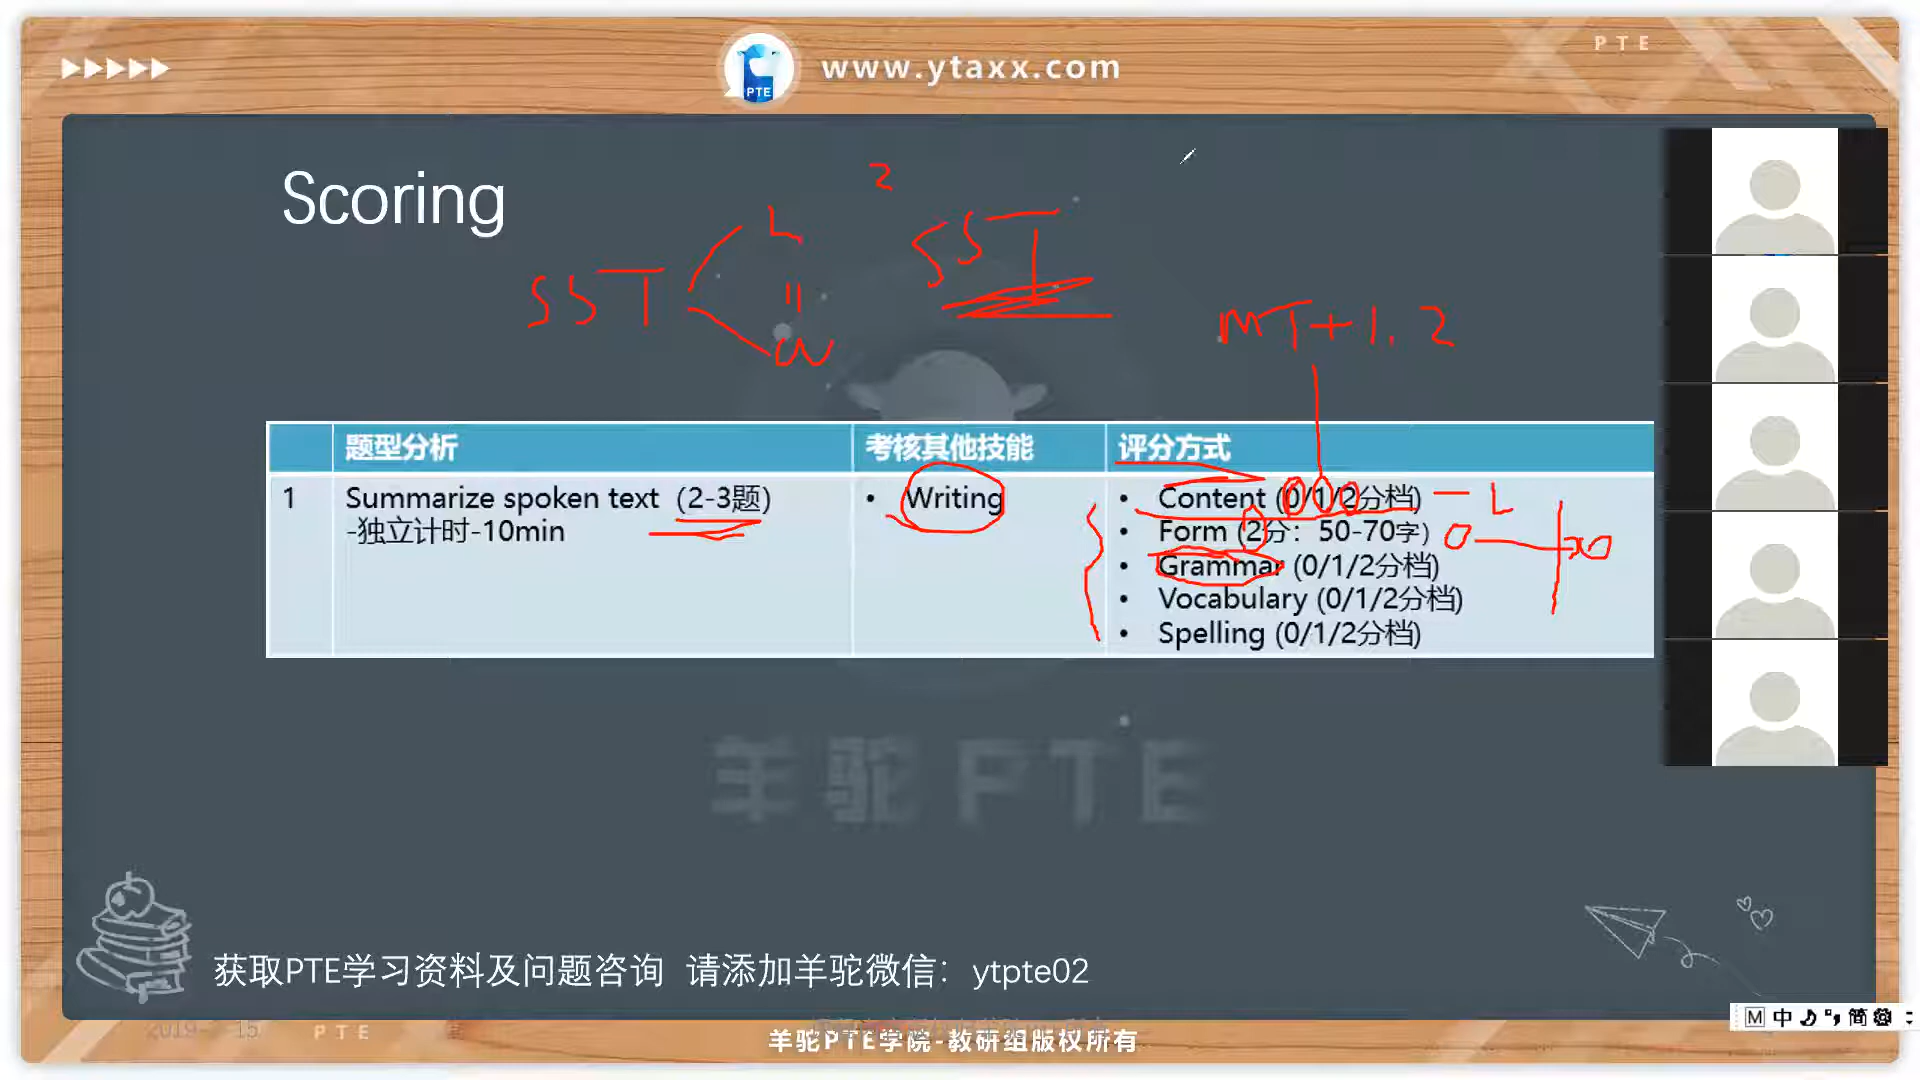 PTE
www.ytaxx.com
PTE
Scoring
2
L
SST
SST
=
W
MT+1.2
题型分析 考核其他技能 评分方式
1 Summarize spoken text (2-3题) • Writing • Content (0/1/2分档) — L
-独立计时-10min • Form (2分：50-70字)
• Grammar (0/1/2分档)
• Vocabulary (0/1/2分档)
• Spelling (0/1/2分档)
羊驼PTE
获取PTE学习资料及问题咨询 请添加羊驼微信：ytpte02
PTE
羊驼PTE学院-教研组版权所有
M 中 简